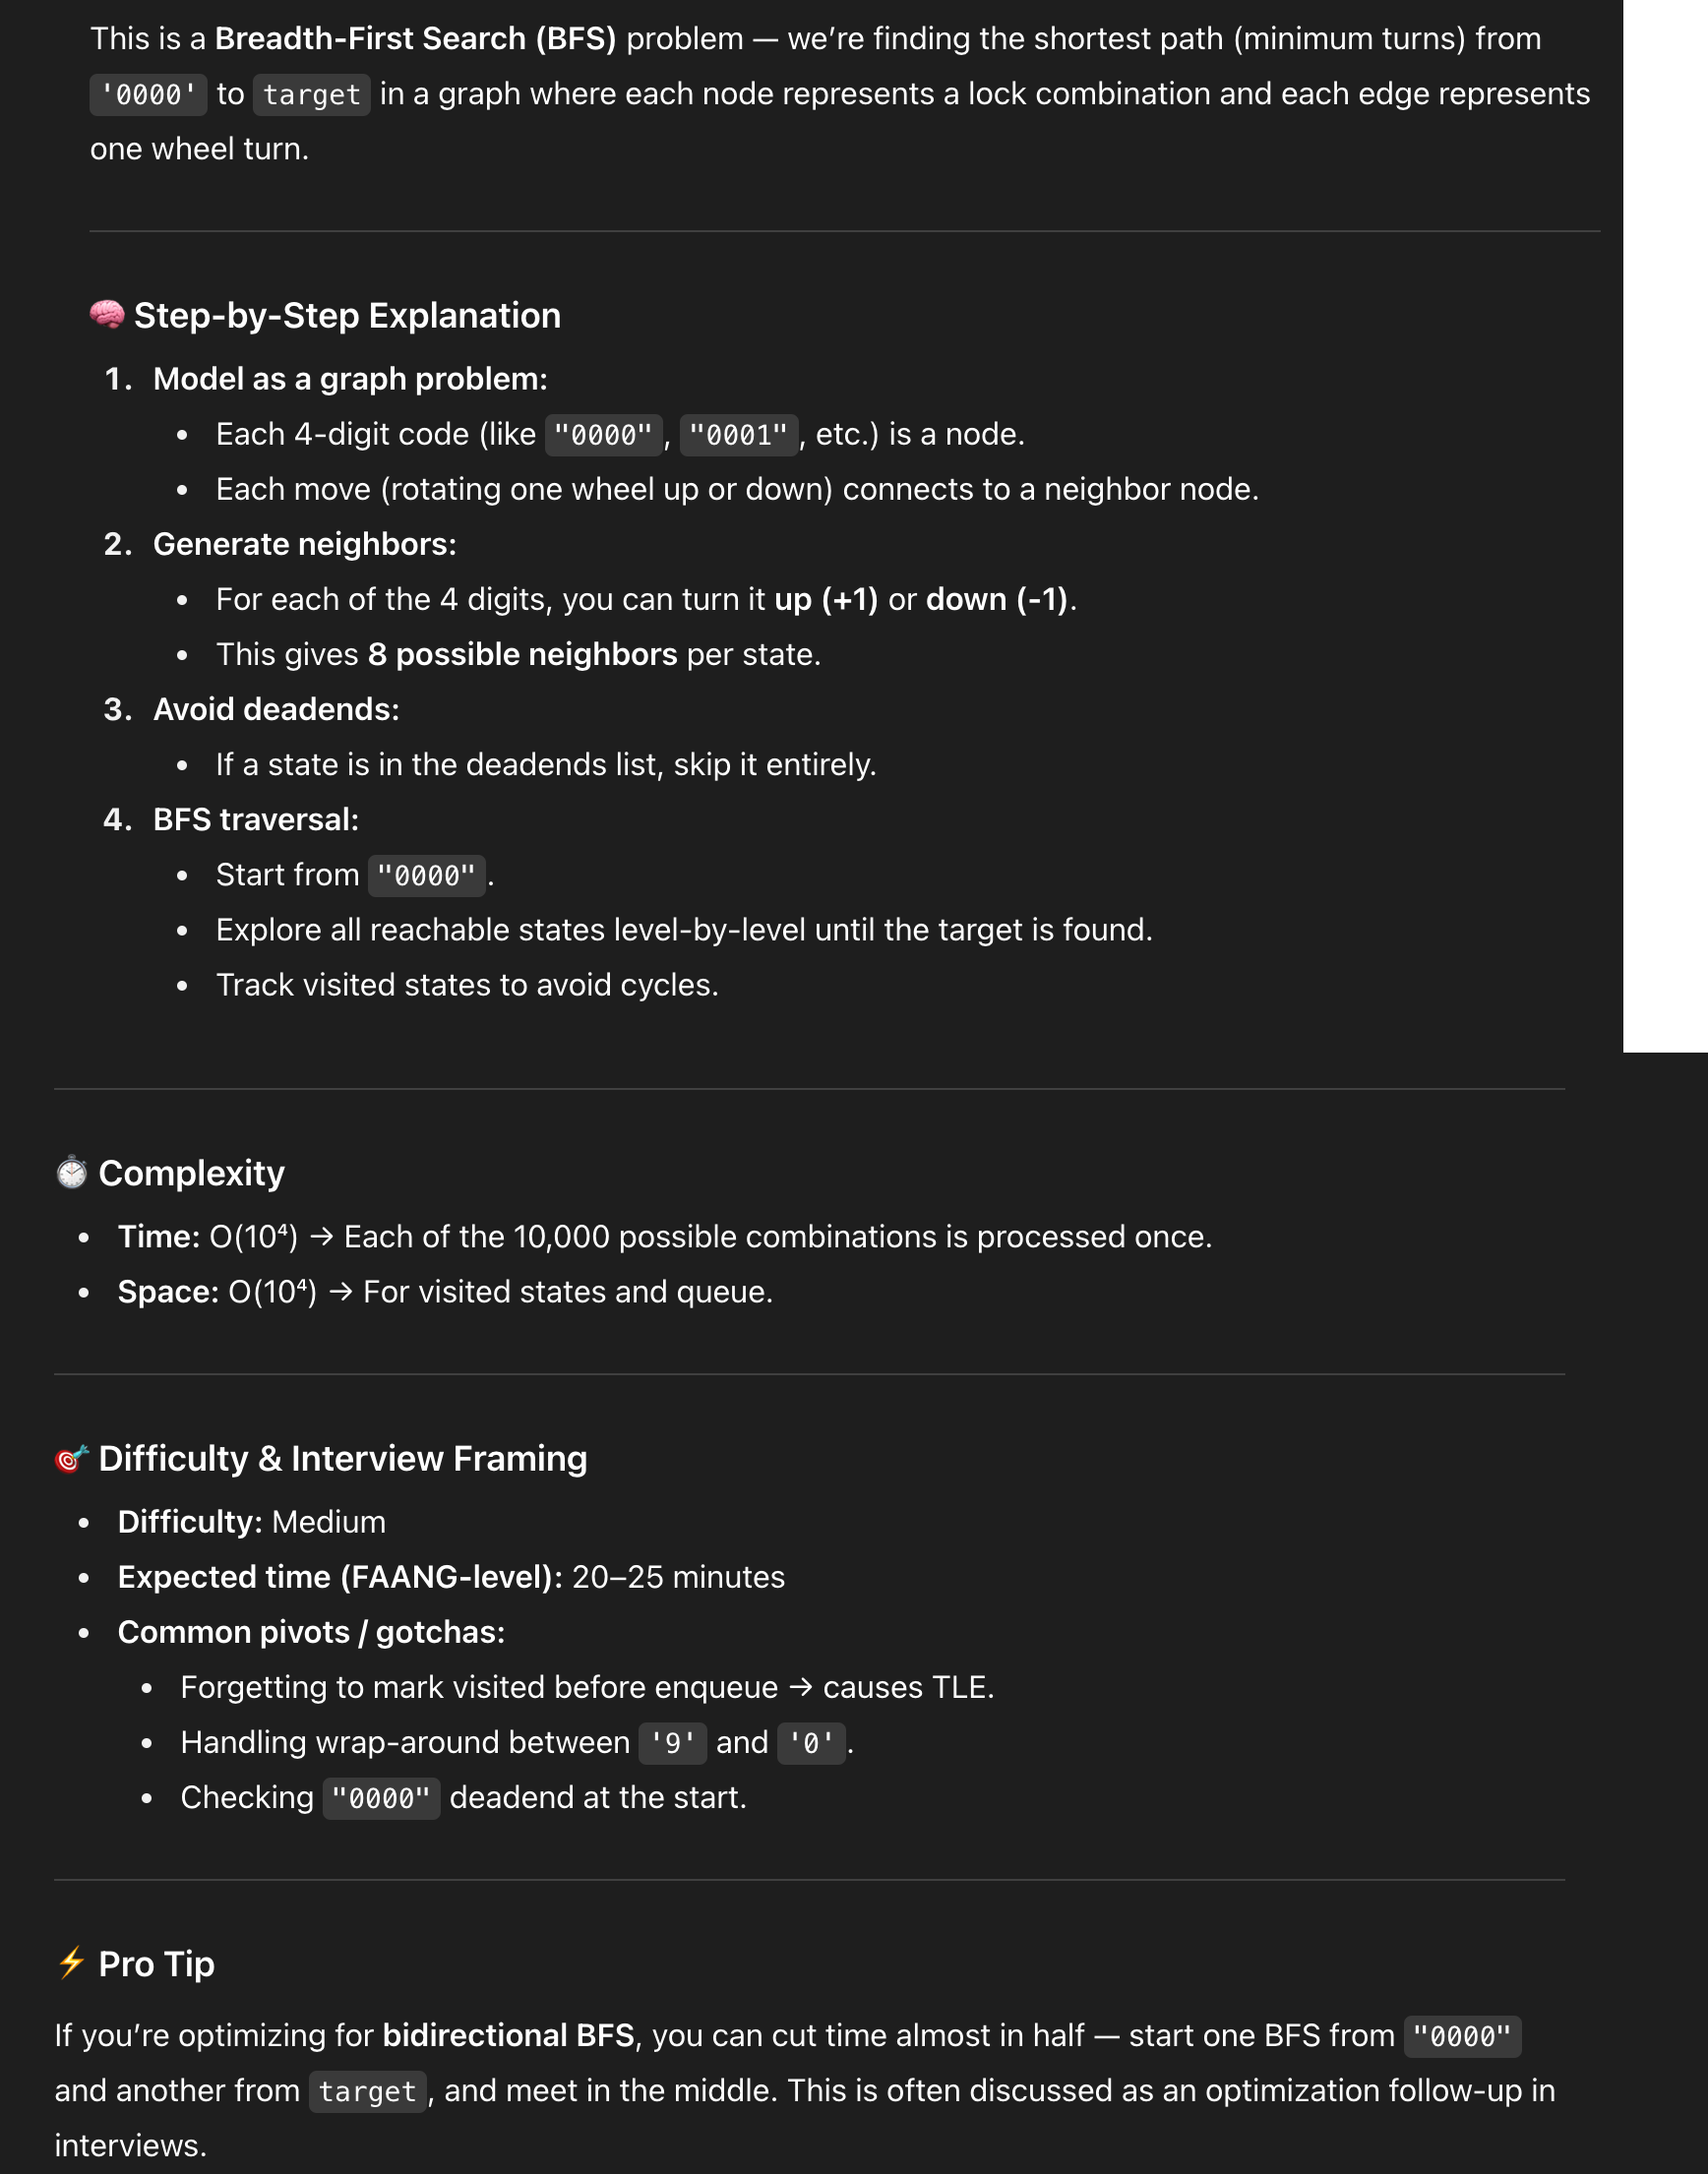 This is a Breadth-First Search (BFS) problem — we’re finding the shortest path (minimum turns) from
'0000' to target in a graph where each node represents a lock combination and each edge represents
one wheel turn.
🧠 Step-by-Step Explanation
1. Model as a graph problem:
• Each 4-digit code (like "0000", "0001", etc.) is a node.
• Each move (rotating one wheel up or down) connects to a neighbor node.
2. Generate neighbors:
• For each of the 4 digits, you can turn it up (+1) or down (-1).
• This gives 8 possible neighbors per state.
3. Avoid deadends:
• If a state is in the deadends list, skip it entirely.
4. BFS traversal:
• Start from "0000".
• Explore all reachable states level-by-level until the target is found.
• Track visited states to avoid cycles.
⏱️ Complexity
• Time: O(10⁴) → Each of the 10,000 possible combinations is processed once.
• Space: O(10⁴) → For visited states and queue.
🎯 Difficulty & Interview Framing
• Difficulty: Medium
• Expected time (FAANG-level): 20–25 minutes
• Common pivots / gotchas:
• Forgetting to mark visited before enqueue → causes TLE.
• Handling wrap-around between '9' and '0'.
• Checking "0000" deadend at the start.
⚡ Pro Tip
If you’re optimizing for bidirectional BFS, you can cut time almost in half — start one BFS from "0000"
and another from target, and meet in the middle. This is often discussed as an optimization follow-up in
interviews.